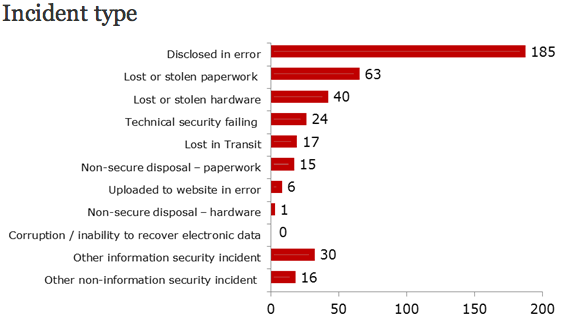 Incident type
Disclosed in error 185
Lost or stolen paperwork 63
Lost or stolen hardware 40
Technical security failing 24
Lost in Transit 17
Non-secure disposal – paperwork 15
Uploaded to website in error 6
Non-secure disposal – hardware 1
Corruption / inability to recover electronic data 0
Other information security incident 30
Other non-information security incident 16
0 50 100 150 200